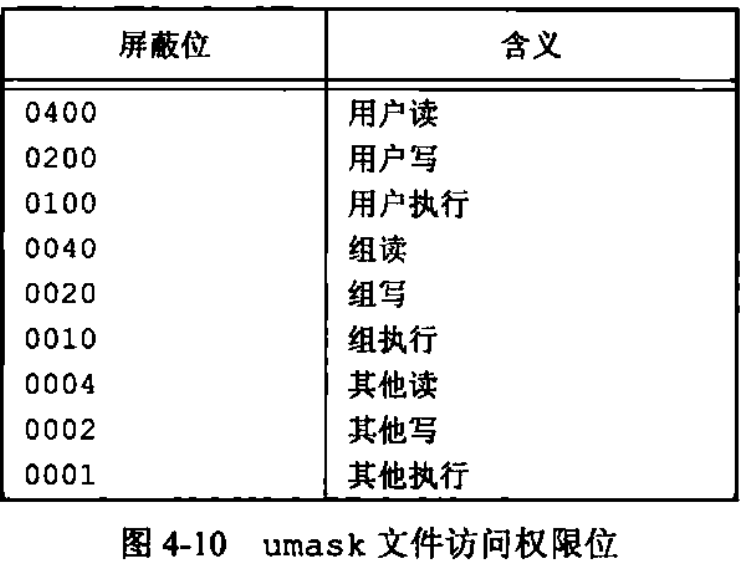 屏蔽位 含义
0400 用户读
0200 用户写
0100 用户执行
0040 组读
0020 组写
0010 组执行
0004 其他读
0002 其他写
0001 其他执行
图 4-10 umask 文件访问权限位